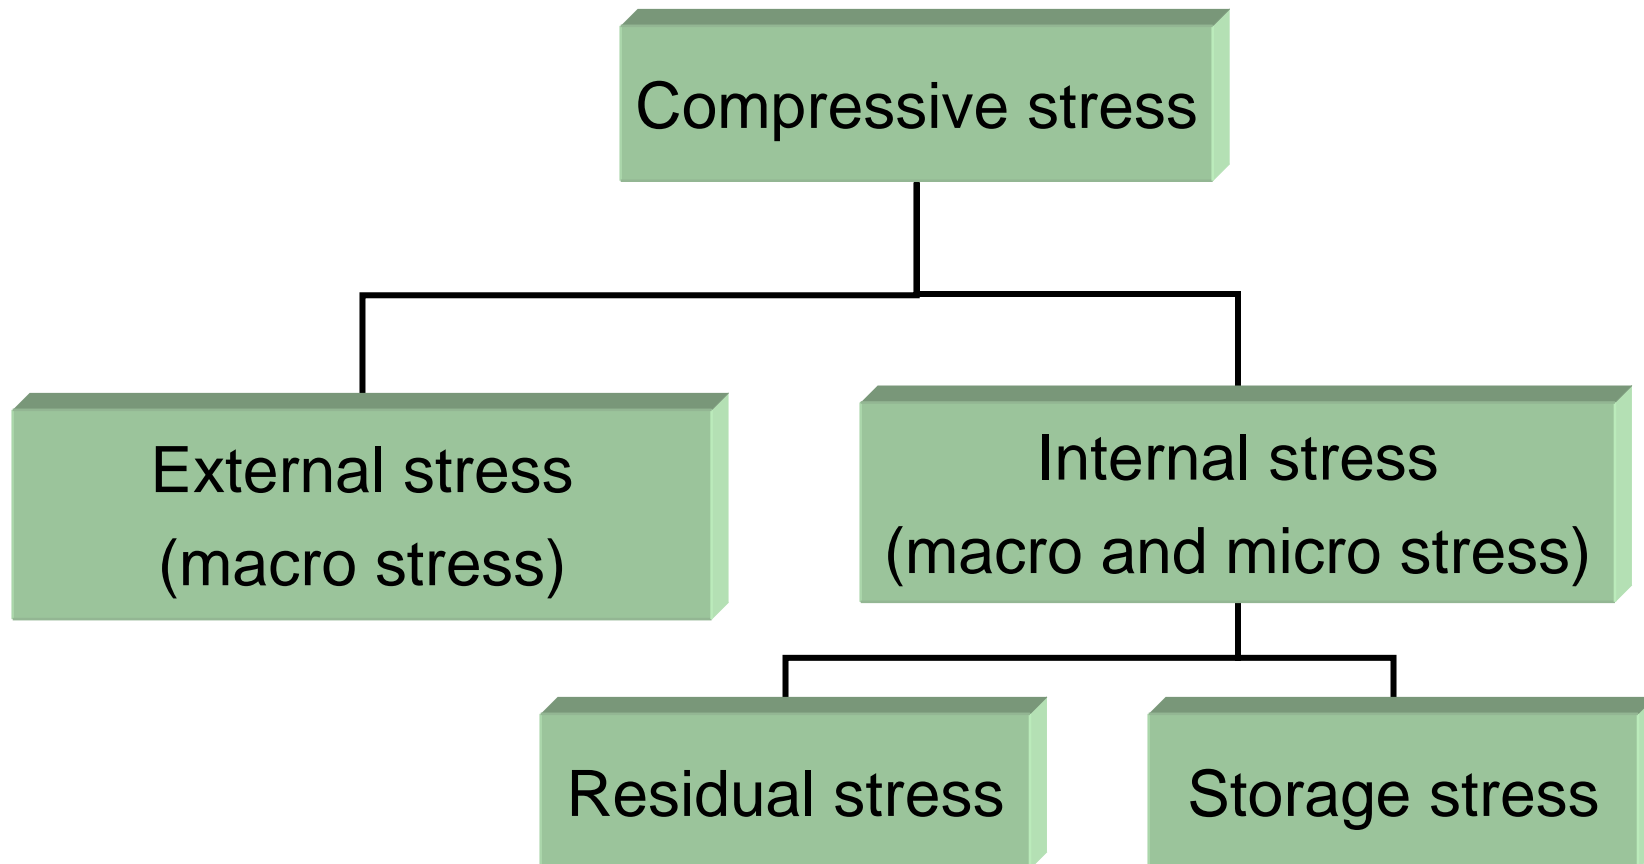 Compressive stress
External stress
(macro stress)
Internal stress
(macro and micro stress)
Residual stress
Storage stress